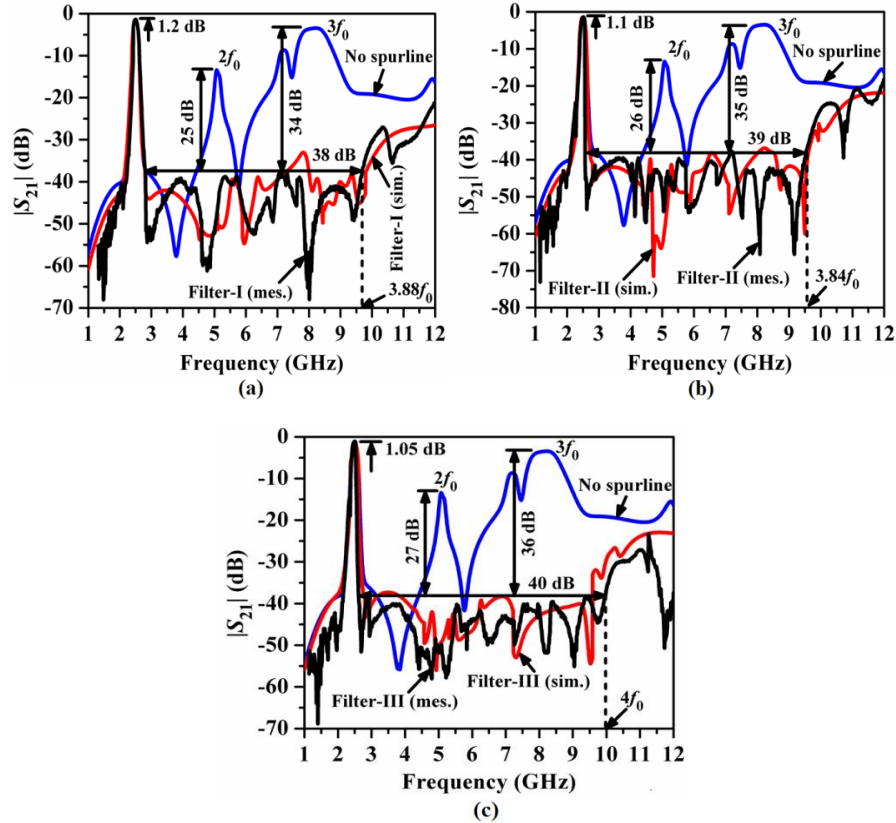 0
-10
-20
-30
-40
-50
-60
-70
|S21| (dB)
1.2 dB
2f0
3f0
No spurline
25 dB
34 dB
38 dB
Filter-I (sim.)
Filter-I (mes.)
3.88f0
1 2 3 4 5 6 7 8 9 10 11 12
Frequency (GHz)
(a)
0
-10
-20
-30
-40
-50
-60
-70
-80
|S21| (dB)
1.1 dB
2f0
3f0
No spurline
26 dB
35 dB
39 dB
Filter-II (sim.)
Filter-II (mes.)
3.84f0
1 2 3 4 5 6 7 8 9 10 11 12
Frequency (GHz)
(b)
0
-10
-20
-30
-40
-50
-60
-70
|S21| (dB)
1.05 dB
2f0
3f0
No spurline
27 dB
36 dB
40 dB
Filter-III (mes.)
Filter-III (sim.)
4f0
1 2 3 4 5 6 7 8 9 10 11 12
Frequency (GHz)
(c)